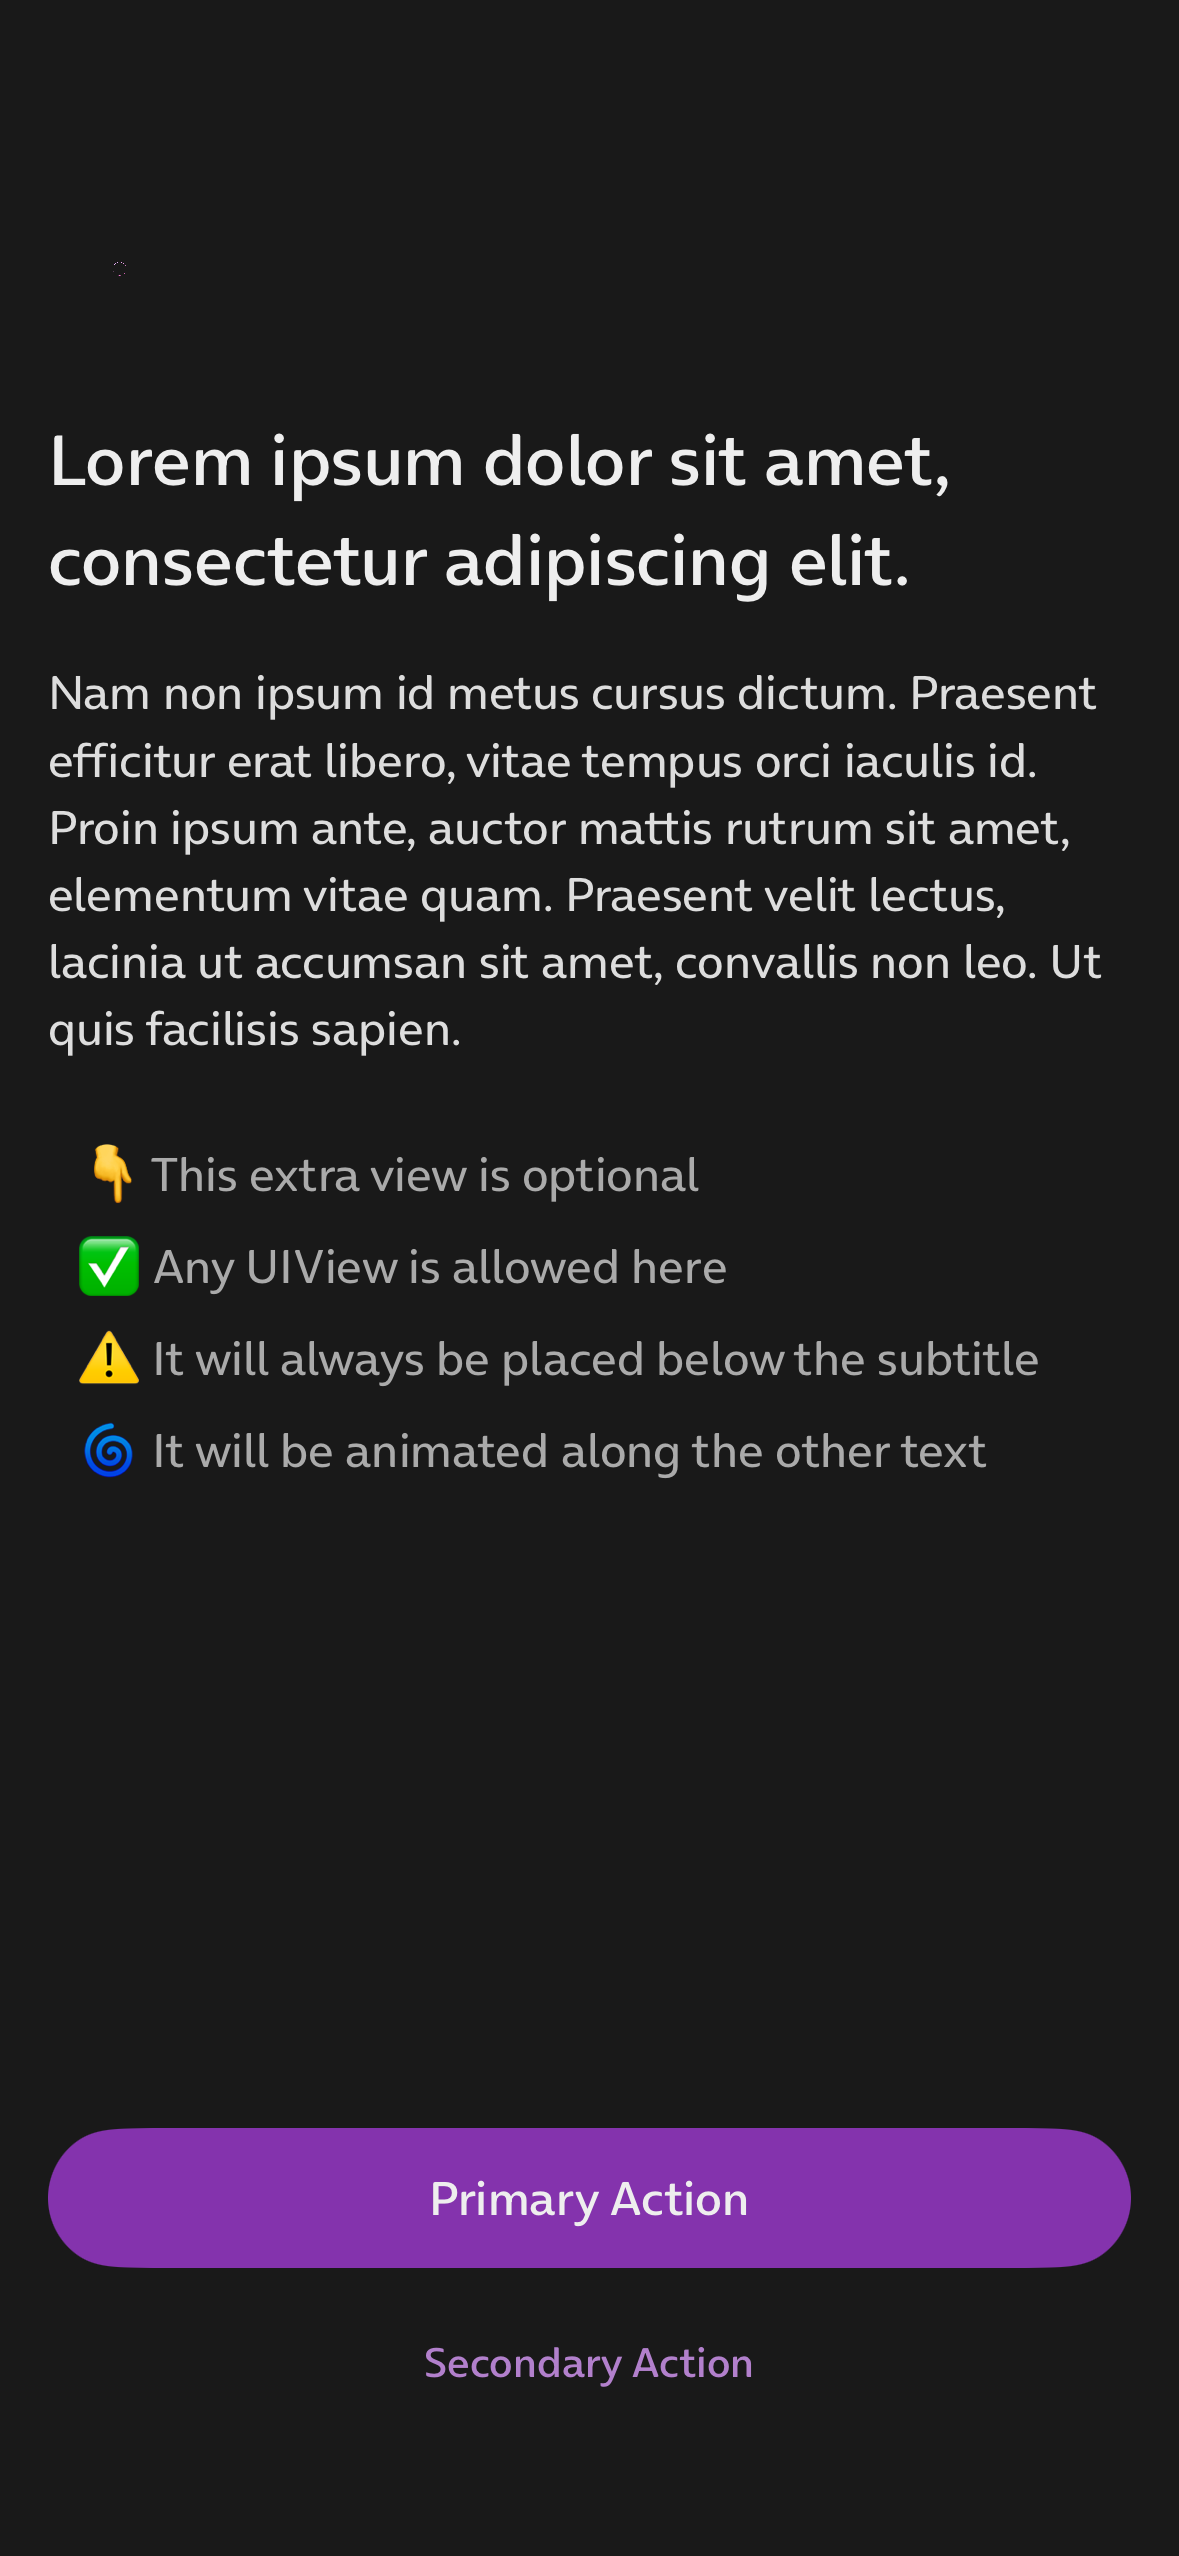 Lorem ipsum dolor sit amet,
consectetur adipiscing elit.
Nam non ipsum id metus cursus dictum. Praesent
efficitur erat libero, vitae tempus orci iaculis id.
Proin ipsum ante, auctor mattis rutrum sit amet,
elementum vitae quam. Praesent velit lectus,
lacinia ut accumsan sit amet, convallis non leo. Ut
quis facilisis sapien.
👇 This extra view is optional
✅ Any UIView is allowed here
⚠️ It will always be placed below the subtitle
🌀 It will be animated along the other text
Primary Action
Secondary Action